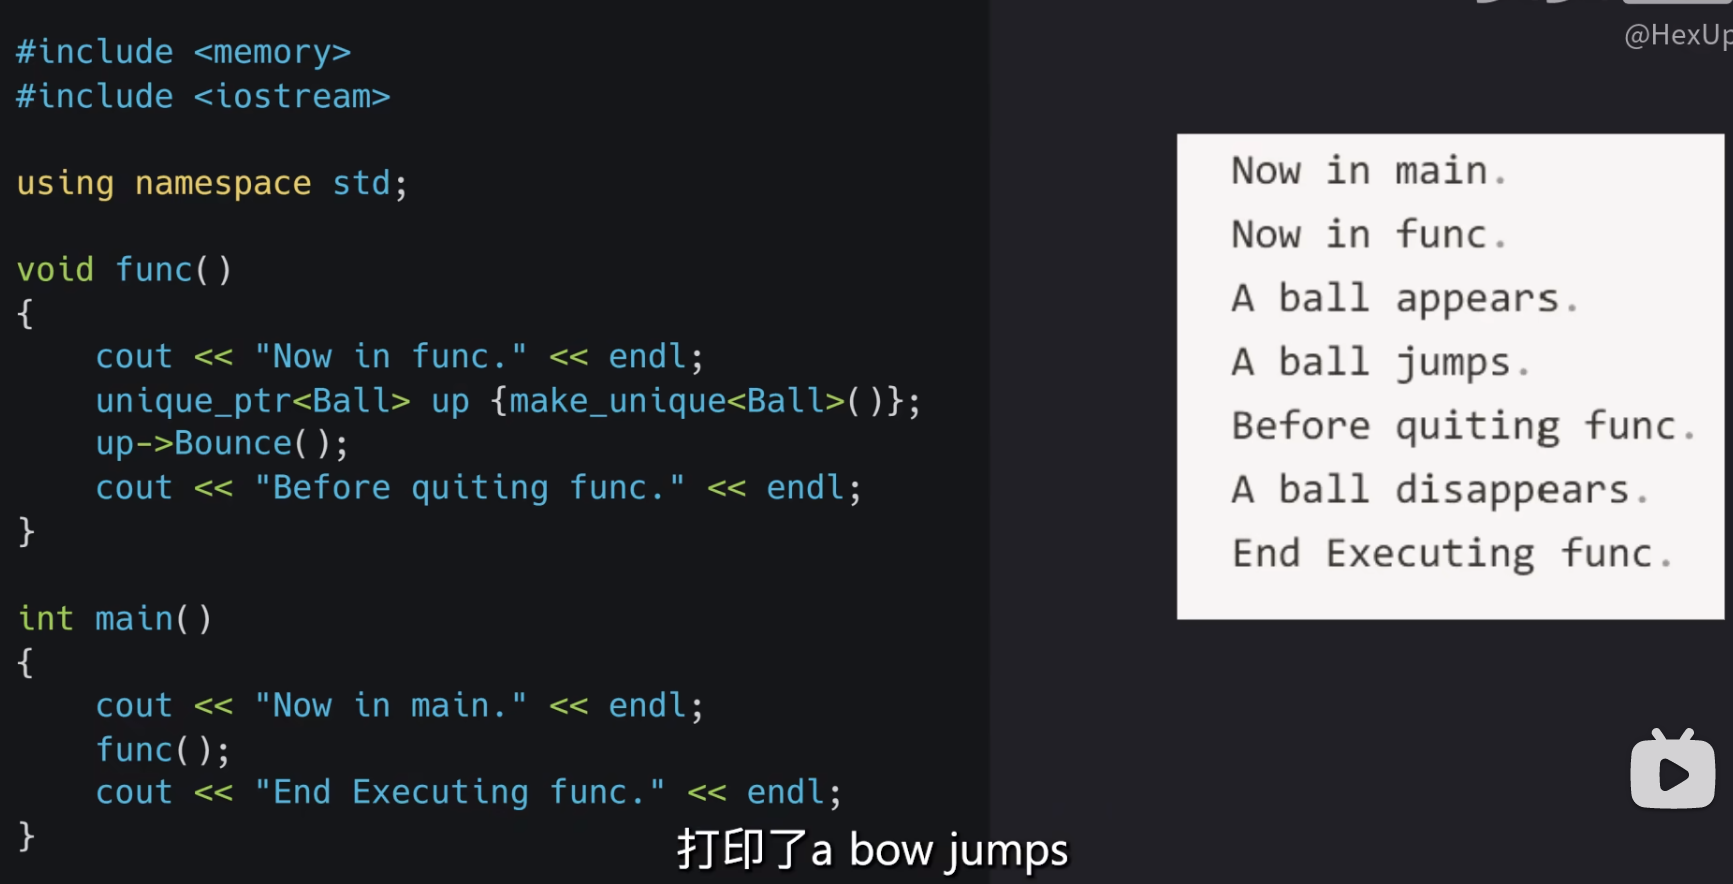 #include <memory>
#include <iostream>
using namespace std;
void func()
{
cout << "Now in func." << endl;
unique_ptr<Ball> up {make_unique<Ball>()};
up->Bounce();
cout << "Before quiting func." << endl;
}
int main()
{
cout << "Now in main." << endl;
func();
cout << "End Executing func." << endl;
}
@HexUp
Now in main.
Now in func.
A ball appears.
A ball jumps.
Before quiting func.
A ball disappears.
End Executing func.
打印了a bow jumps